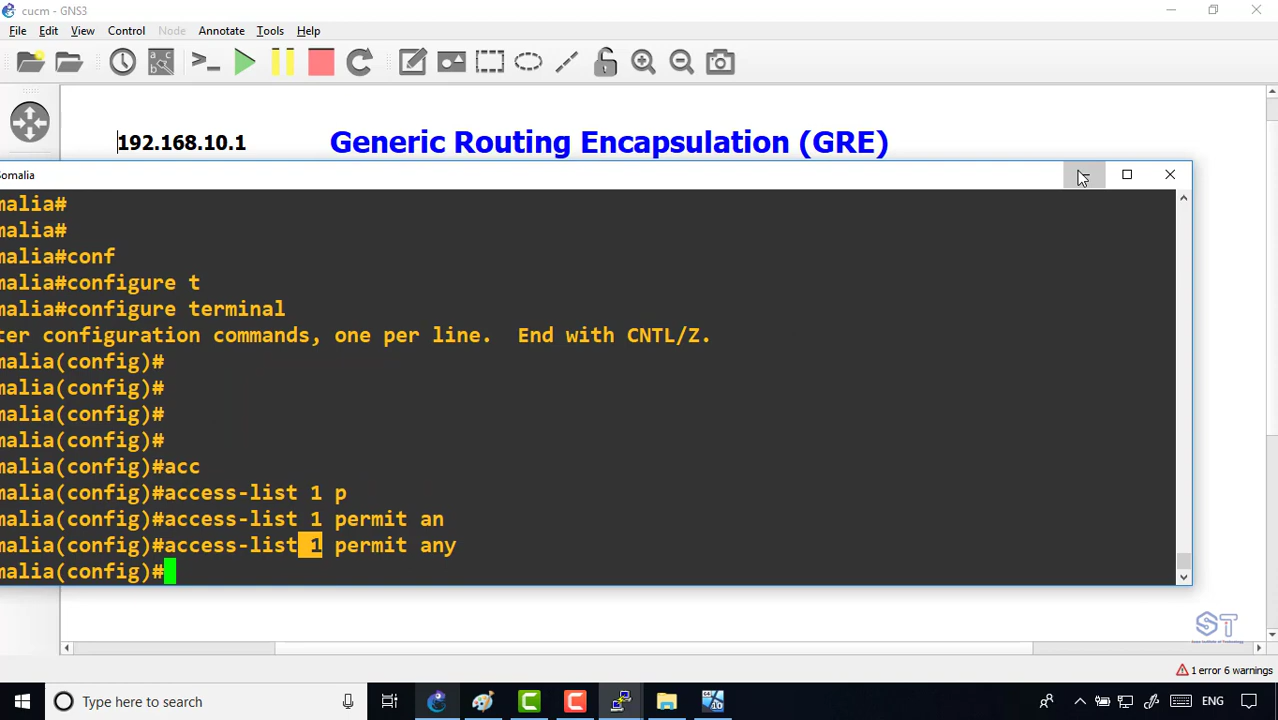 cucm - GNS3
File Edit View Control Node Annotate Tools Help
192.168.10.1 Generic Routing Encapsulation (GRE)
Somalia
malia#
malia#
malia#conf
malia#configure t
malia#configure terminal
ter configuration commands, one per line.  End with CNTL/Z.
malia(config)#
malia(config)#
malia(config)#
malia(config)#
malia(config)#acc
malia(config)#access-list 1 p
malia(config)#access-list 1 permit an
malia(config)#access-list 1 permit any
malia(config)#
ST
1 error 6 warnings
Type here to search
ENG